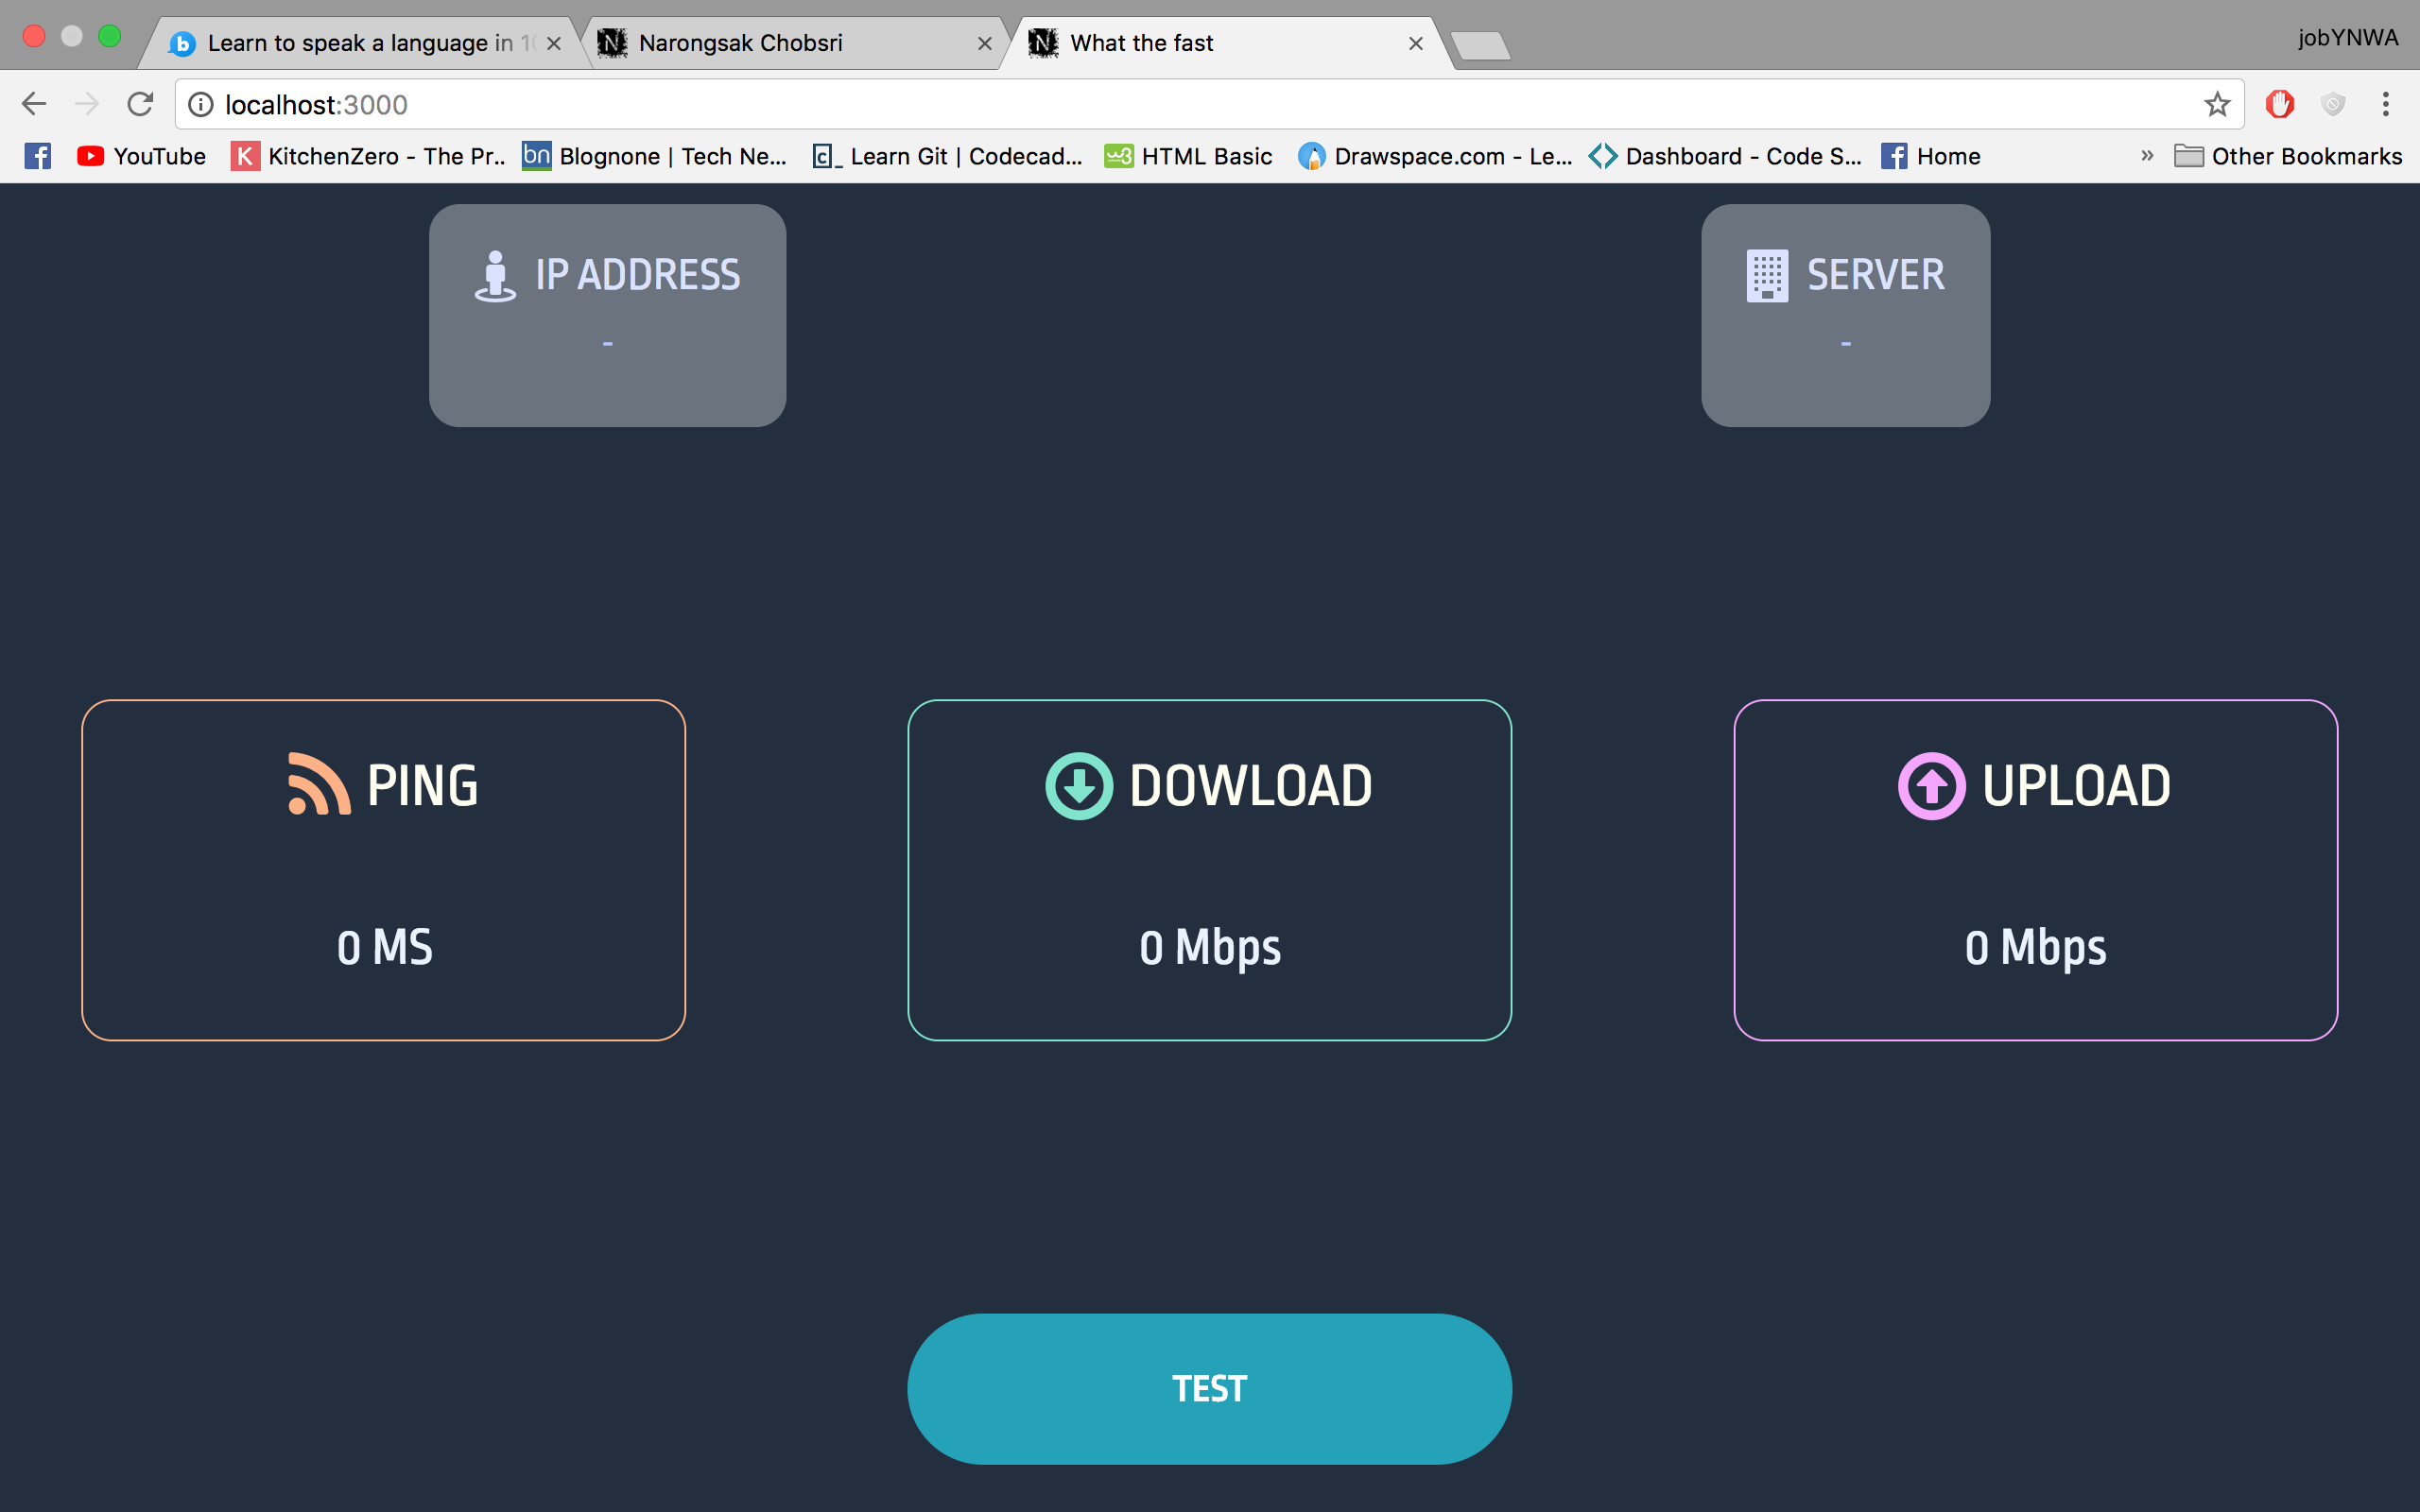 Learn to speak a language in 10
Narongsak Chobsri
What the fast
jobYNWA
localhost:3000
YouTube
KitchenZero - The Pr..
Blognone | Tech Ne...
Learn Git | Codecad...
HTML Basic
Drawspace.com - Le...
Dashboard - Code S...
Home
»
Other Bookmarks
IP ADDRESS
-
SERVER
-
PING
0 MS
DOWLOAD
0 Mbps
UPLOAD
0 Mbps
TEST